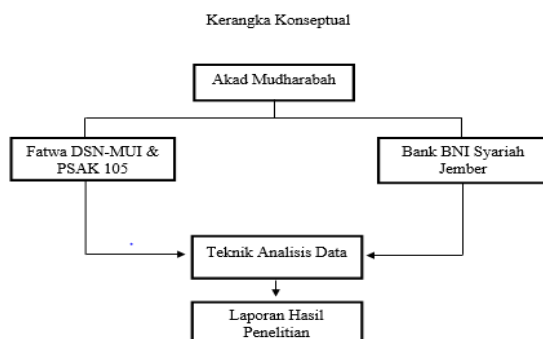 Kerangka Konseptual
Akad Mudharabah
Fatwa DSN-MUI &
PSAK 105
Bank BNI Syariah
Jember
Teknik Analisis Data
Laporan Hasil
Penelitian